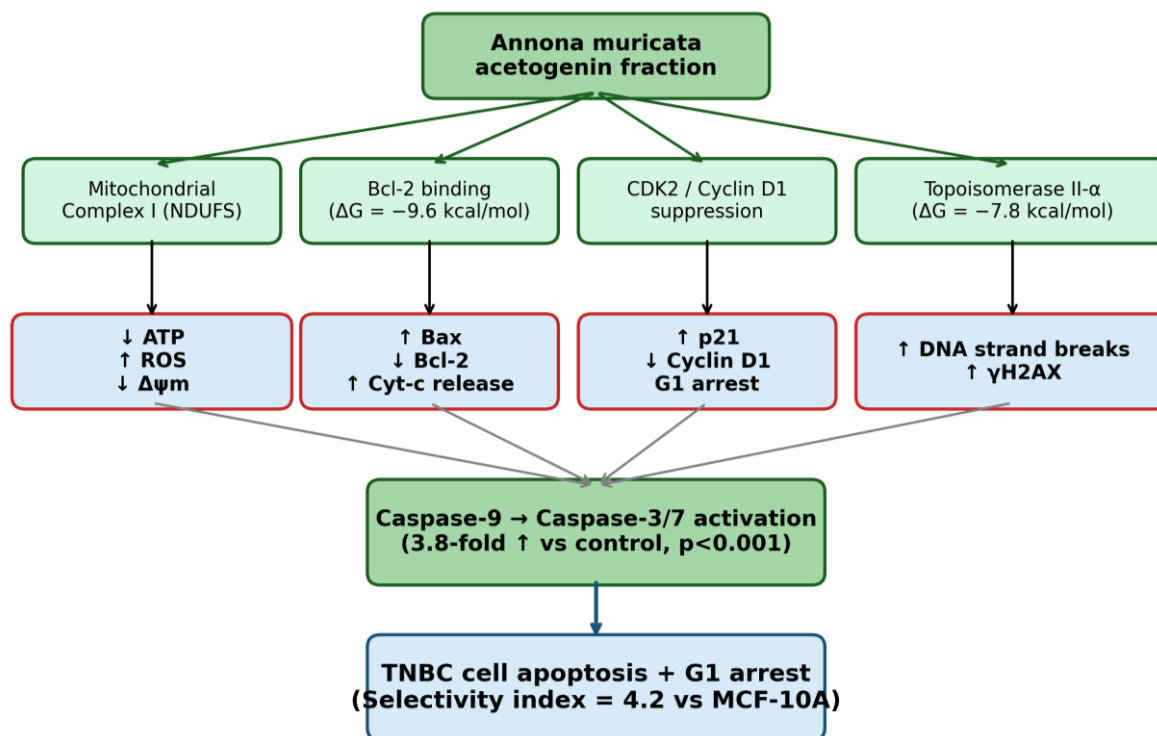 Annona muricata
acetogenin fraction
Mitochondrial
Complex I (NDUFS)
Bcl-2 binding
(ΔG = −9.6 kcal/mol)
CDK2 / Cyclin D1
suppression
Topoisomerase II-α
(ΔG = −7.8 kcal/mol)
↓ ATP
↑ ROS
↓ Δψm
↑ Bax
↓ Bcl-2
↑ Cyt-c release
↑ p21
↓ Cyclin D1
G1 arrest
↑ DNA strand breaks
↑ γH2AX
Caspase-9 → Caspase-3/7 activation
(3.8-fold ↑ vs control, p<0.001)
TNBC cell apoptosis + G1 arrest
(Selectivity index = 4.2 vs MCF-10A)